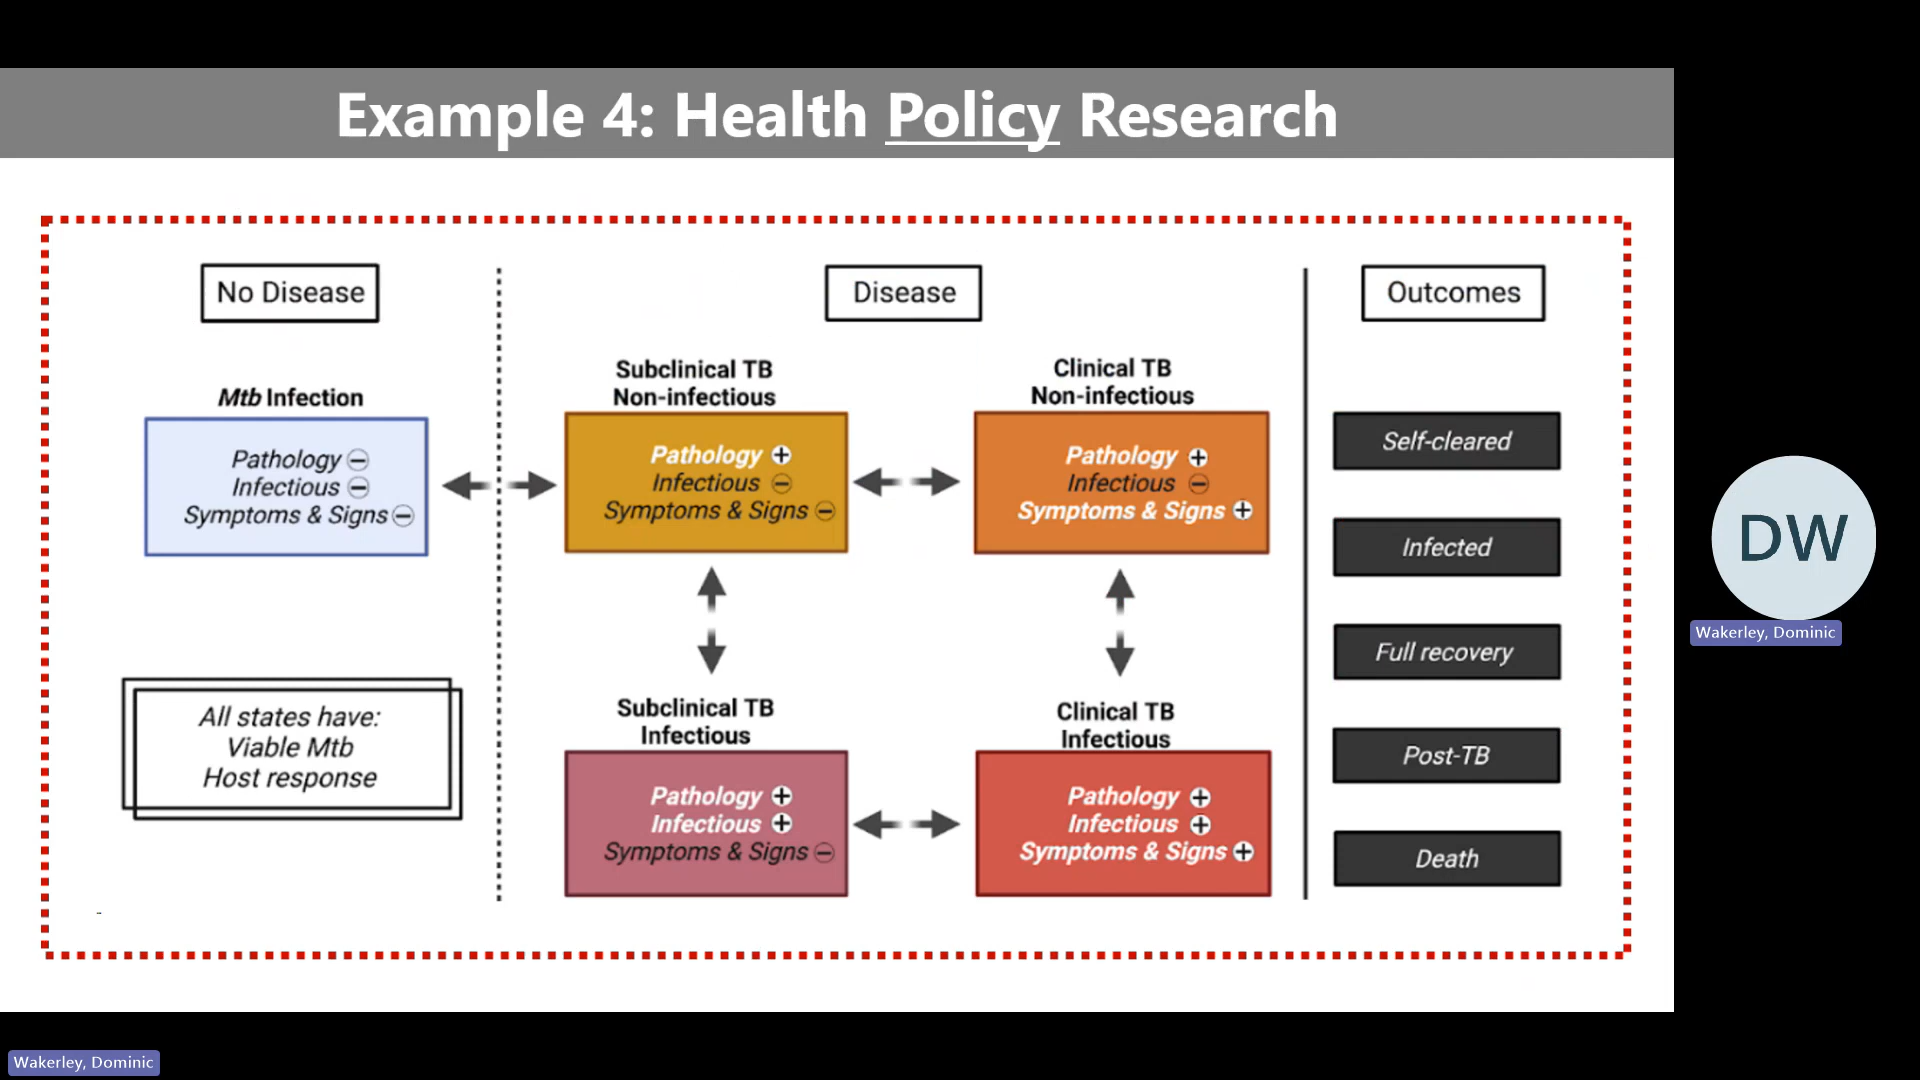 Example 4: Health Policy Research
No Disease
Disease
Outcomes
Mtb Infection
Pathology ⊖
Infectious ⊖
Symptoms & Signs ⊖
All states have:
Viable Mtb
Host response
Subclinical TB
Non-infectious
Pathology ⊕
Infectious ⊖
Symptoms & Signs ⊖
Clinical TB
Non-infectious
Pathology ⊕
Infectious ⊖
Symptoms & Signs ⊕
Subclinical TB
Infectious
Pathology ⊕
Infectious ⊕
Symptoms & Signs ⊖
Clinical TB
Infectious
Pathology ⊕
Infectious ⊕
Symptoms & Signs ⊕
Self-cleared
Infected
Full recovery
Post-TB
Death
DW
Wakerley, Dominic
Wakerley, Dominic